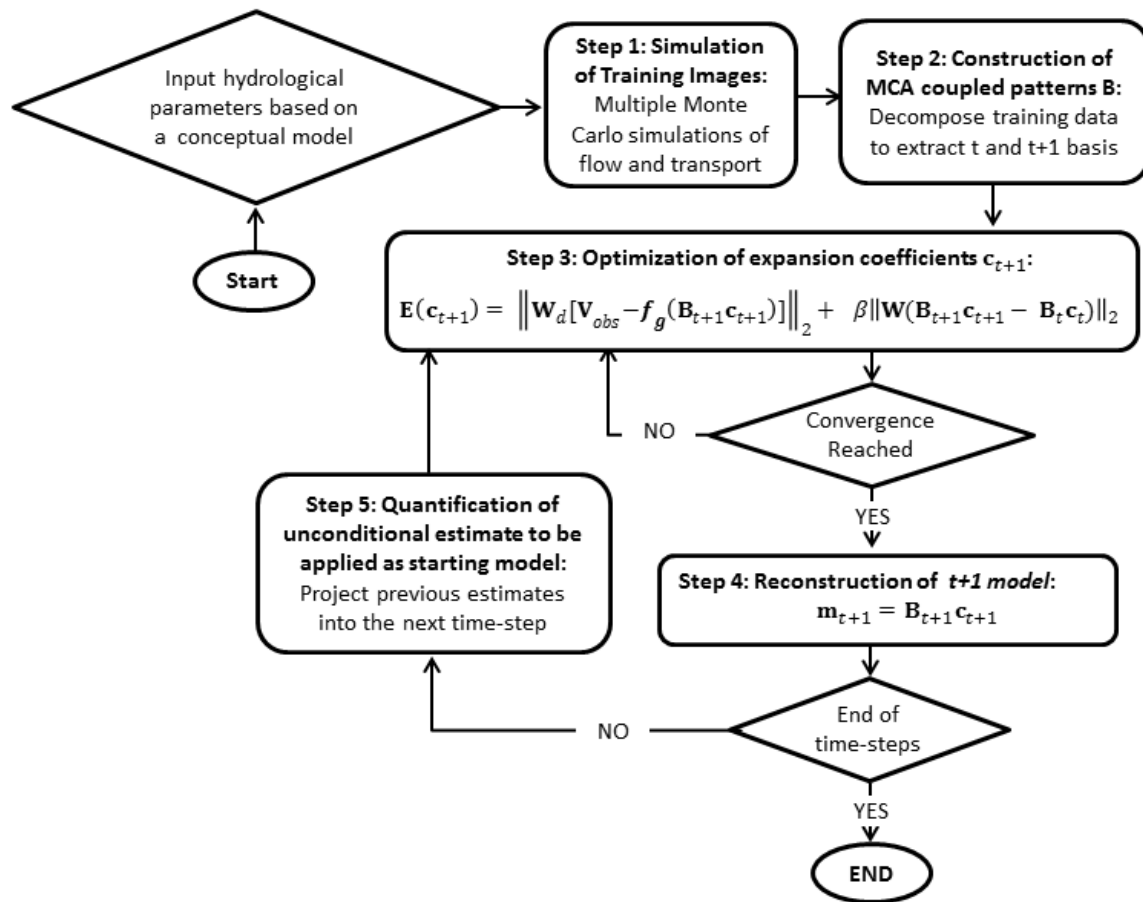 Input hydrological
parameters based on
a conceptual model
Start
Step 1: Simulation
of Training Images:
Multiple Monte
Carlo simulations of
flow and transport
Step 2: Construction of
MCA coupled patterns B:
Decompose training data
to extract t and t+1 basis
Step 3: Optimization of expansion coefficients c_{t+1}:
E(c_{t+1}) = ‖W_d[V_{obs}−f_g(B_{t+1}c_{t+1})]‖_2 + β‖W(B_{t+1}c_{t+1} − B_t c_t)‖_2
Convergence
Reached
NO
YES
Step 4: Reconstruction of t+1 model:
m_{t+1} = B_{t+1}c_{t+1}
End of
time-steps
NO
Step 5: Quantification of
unconditional estimate to be
applied as starting model:
Project previous estimates
into the next time-step
YES
END